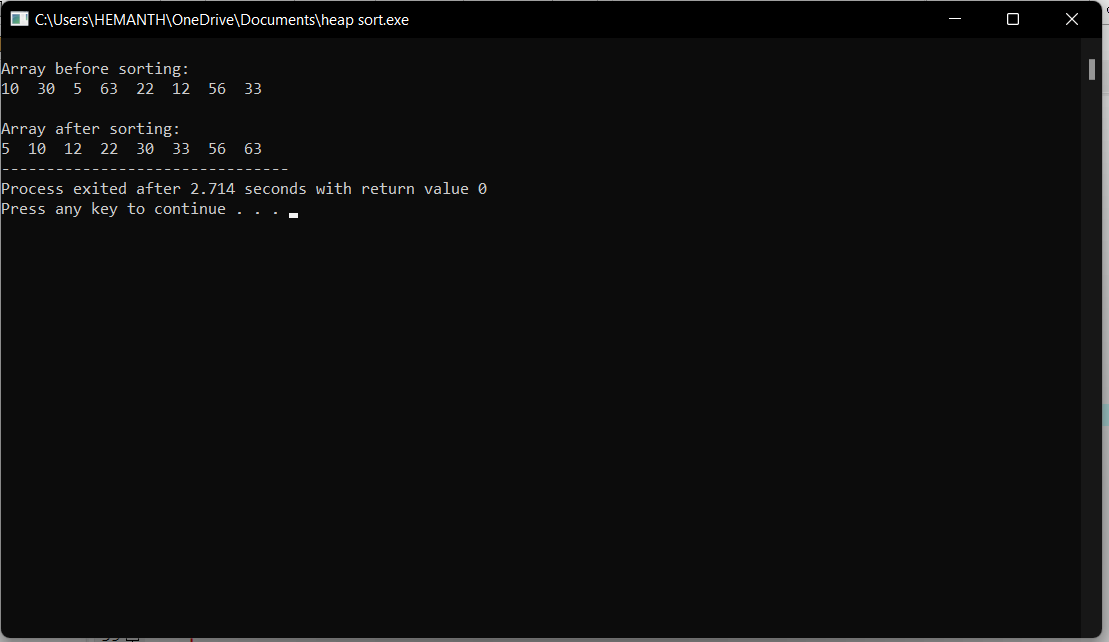 C:\Users\HEMANTH\OneDrive\Documents\heap sort.exe
Array before sorting:
10  30  5  63  22  12  56  33
Array after sorting:
5  10  12  22  30  33  56  63
--------------------------------
Process exited after 2.714 seconds with return value 0
Press any key to continue . . .